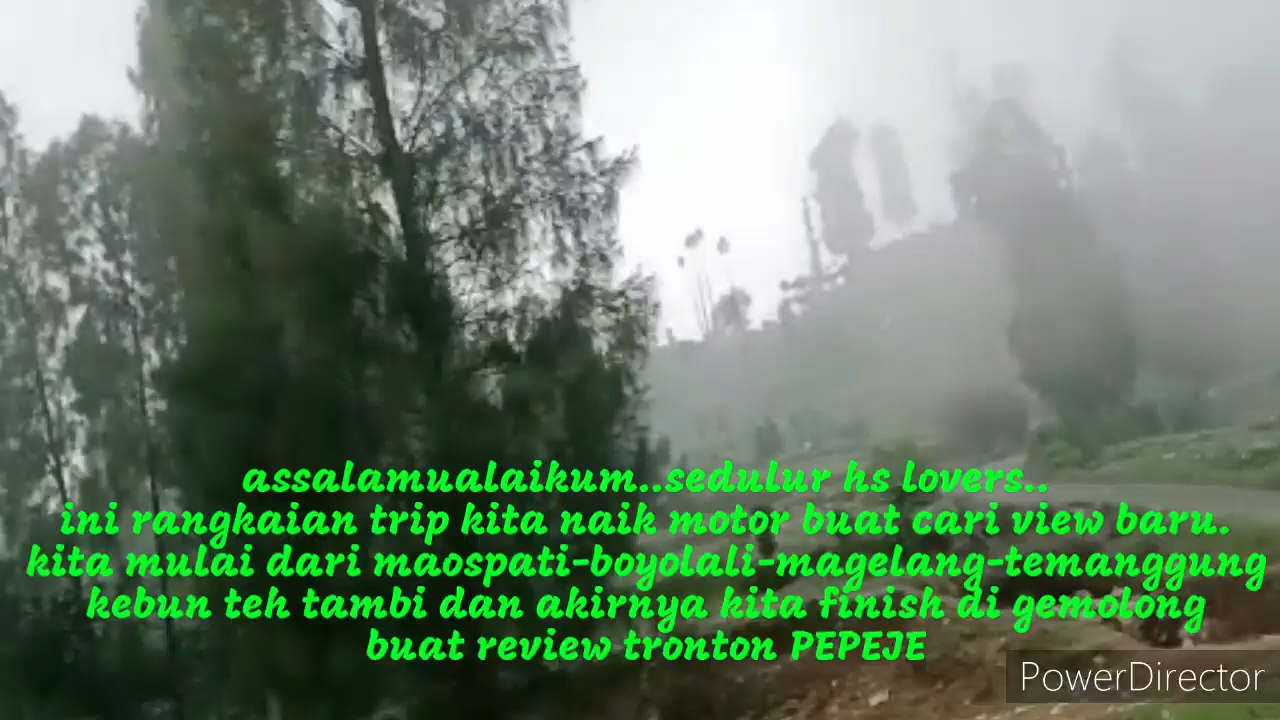 assalamualaikum..sedulur hs lovers..
ini rangkaian trip kita naik motor buat cari view baru.
kita mulai dari maospati-boyolali-magelang-temanggung
kebun teh tambi dan akirnya kita finish di gemolong
buat review tronton PEPEJE
PowerDirector